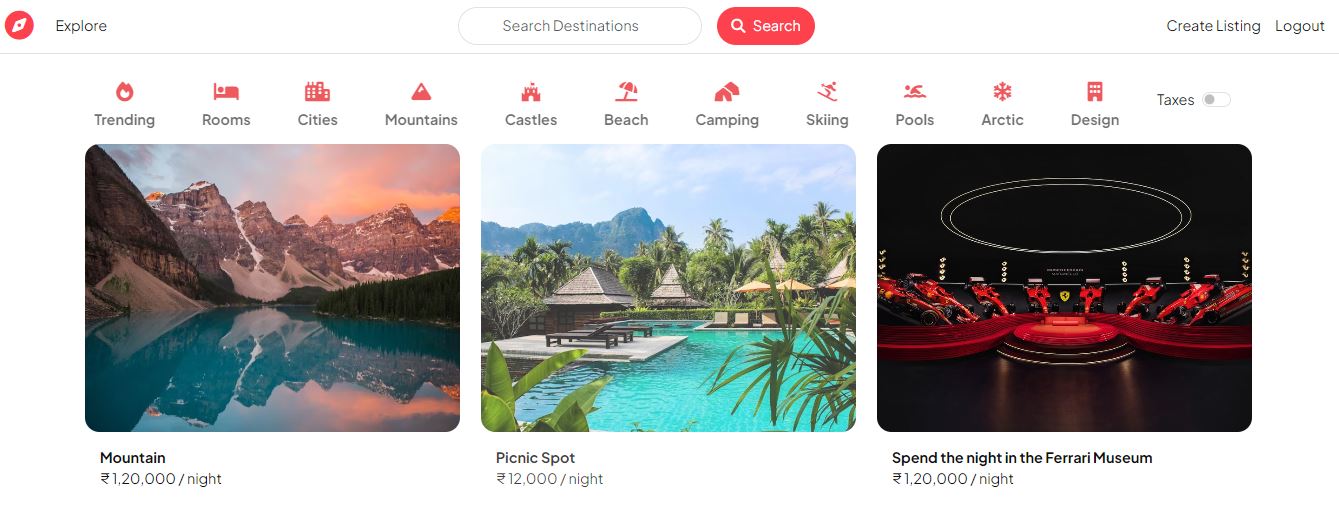 Explore
Search Destinations
Search
Create Listing
Logout
Trending
Rooms
Cities
Mountains
Castles
Beach
Camping
Skiing
Pools
Arctic
Design
Taxes
Mountain
₹1,20,000 / night
Picnic Spot
₹12,000 / night
Spend the night in the Ferrari Museum
₹1,20,000 / night